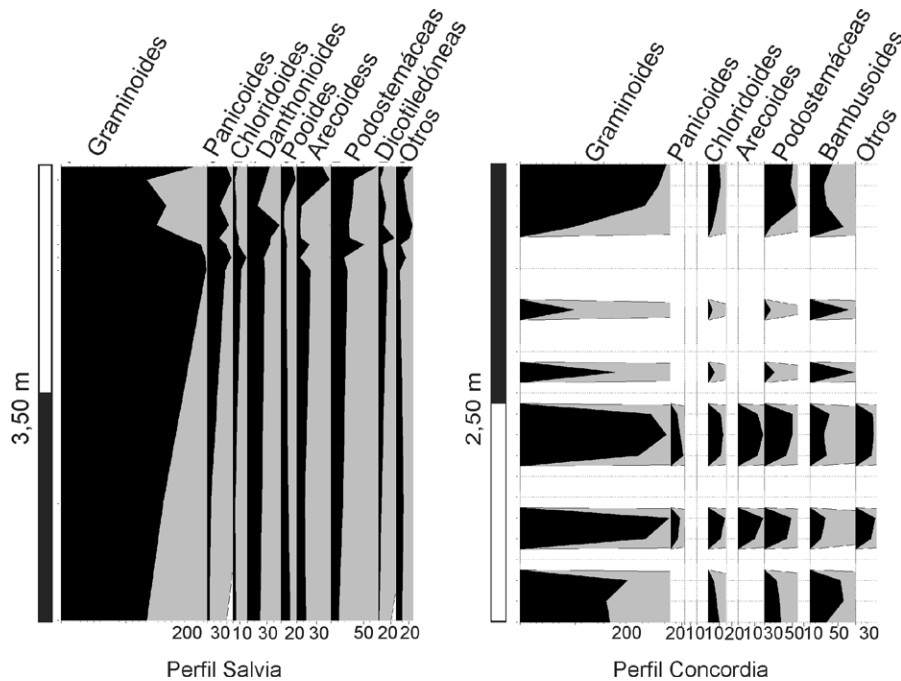 Graminoides
Panicoides
Chloridoides
Danthonioides
Pooides
Arecoidess
Podostemáceas
Dicotiledóneas
Otros
3,50 m
200 30 10 30 20 30 50 20 20
Perfil Salvia
Graminoides
Panicoides
Chloridoides
Arecoides
Podostemáceas
Bambusoides
Otros
2,50 m
200 20 10 10 20 10 30 50 10 50 30
Perfil Concordia